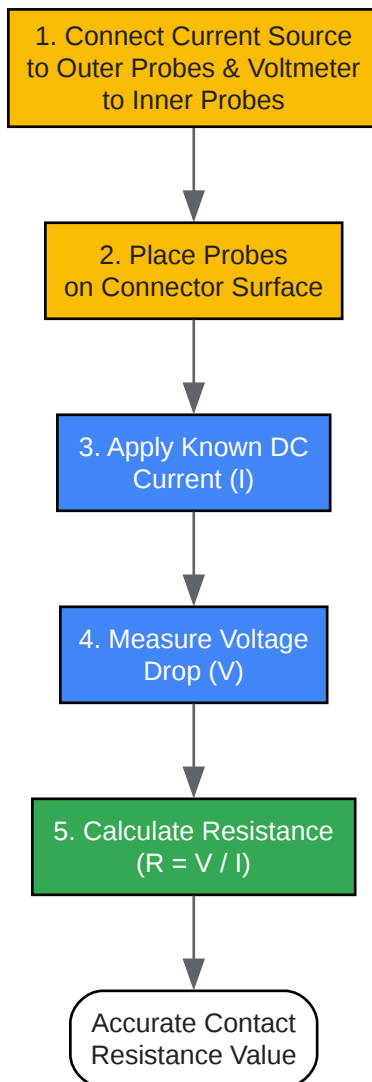 1. Connect Current Source
to Outer Probes & Voltmeter
to Inner Probes
2. Place Probes
on Connector Surface
3. Apply Known DC
Current (I)
4. Measure Voltage
Drop (V)
5. Calculate Resistance
(R = V / I)
Accurate Contact
Resistance Value